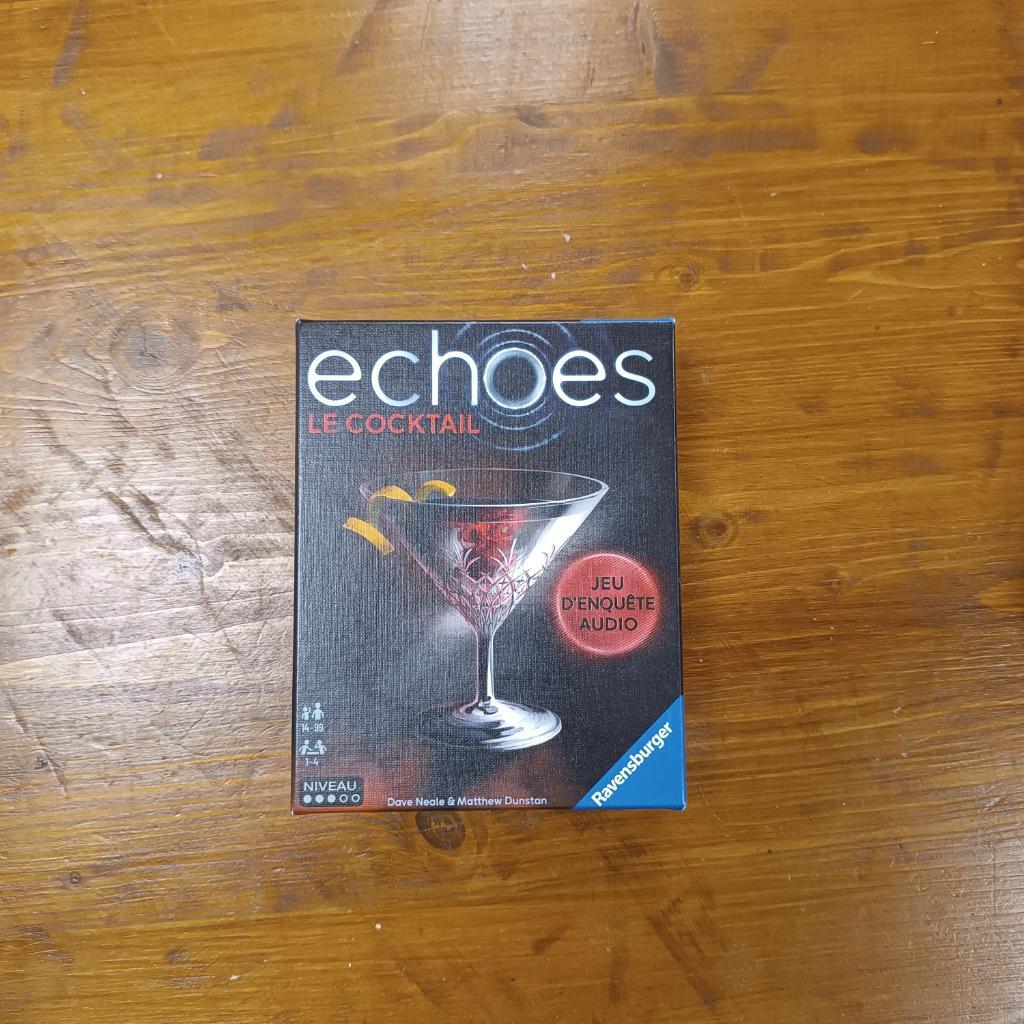 echoes
LE COCKTAIL
JEU
D'ENQUÊTE
AUDIO
14-99
1-4
NIVEAU
Dave Neale & Matthew Dunstan
Ravensburger